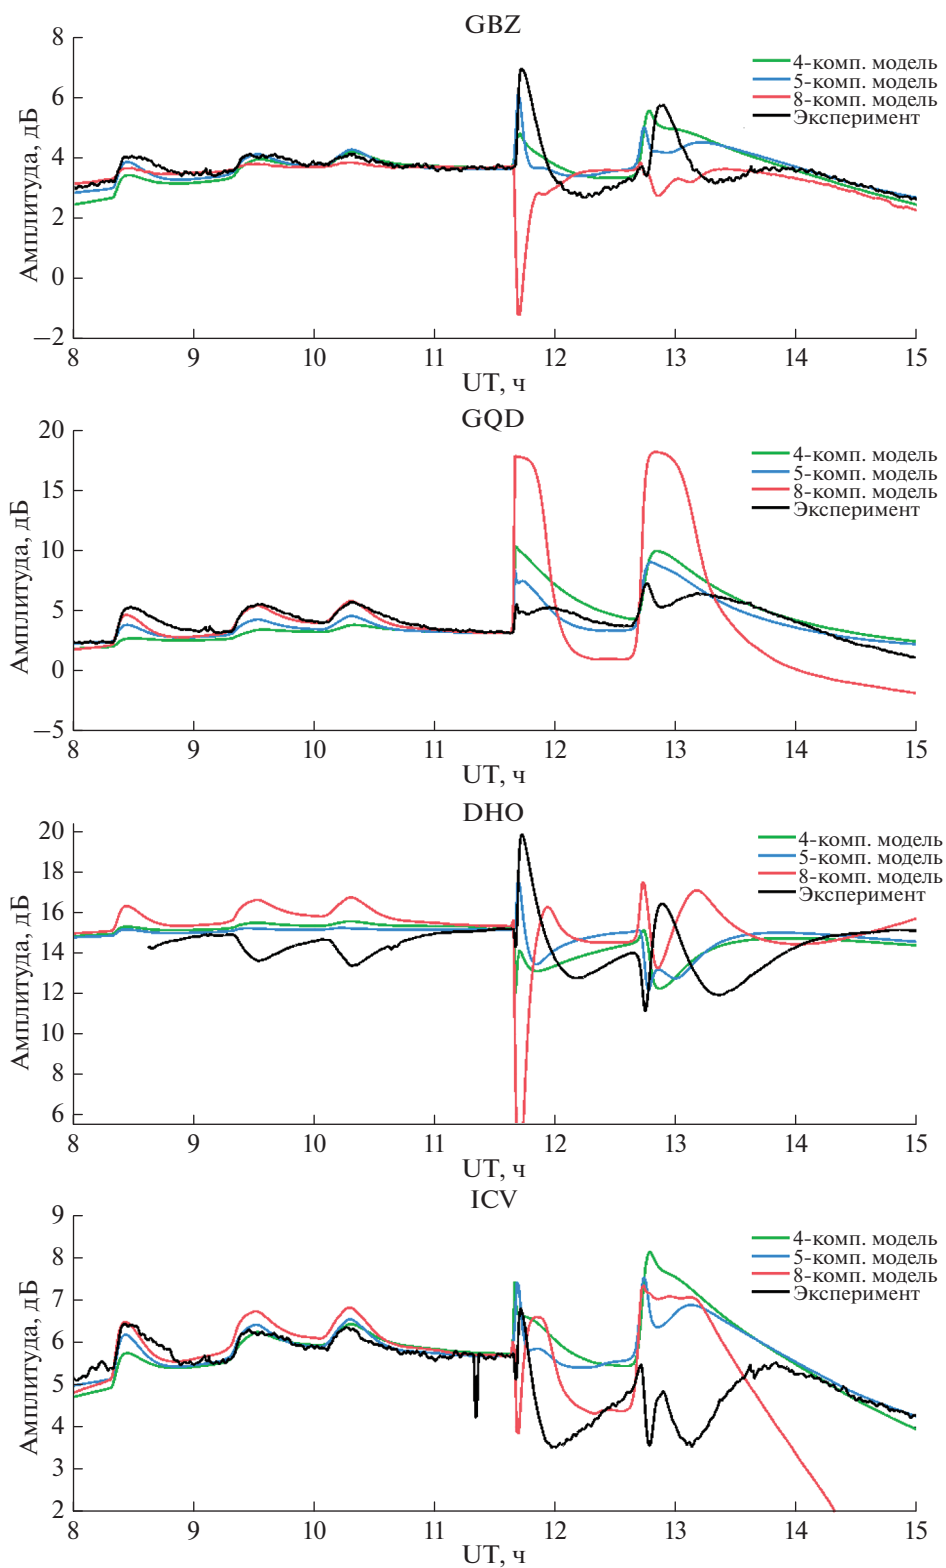 GBZ
8
6
4
2
0
−2
Амплитуда, дБ
4-комп. модель
5-комп. модель
8-комп. модель
Эксперимент
8 9 10 11 12 13 14 15
UT, ч
GQD
20
15
10
5
0
−5
Амплитуда, дБ
4-комп. модель
5-комп. модель
8-комп. модель
Эксперимент
8 9 10 11 12 13 14 15
UT, ч
DHO
20
18
16
14
12
10
8
6
Амплитуда, дБ
4-комп. модель
5-комп. модель
8-комп. модель
Эксперимент
8 9 10 11 12 13 14 15
UT, ч
ICV
9
8
7
6
5
4
3
2
Амплитуда, дБ
4-комп. модель
5-комп. модель
8-комп. модель
Эксперимент
8 9 10 11 12 13 14 15
UT, ч